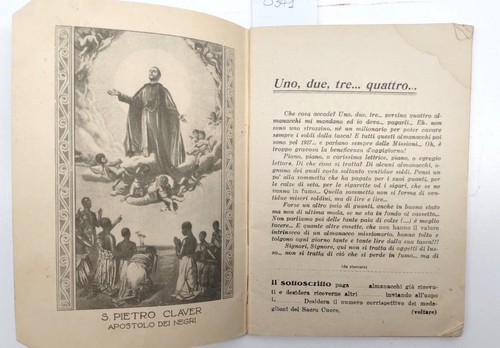 0349
S. PIETRO CLAVER
APOSTOLO DEI NEGRI
Uno, due, tre... quattro...
Che cosa accade? Uno, due, tre,.. persino quattro
almanacchi mi mandano ed io devo.. pagarli.. Eh. non
sono uno strozzino, nè un milionario per poter cavare
sempre i soldi dalla tasca! E tutti questi almanacchi poi
sono pel 1927.. e parlano sempre delle Missioni.. Oh, è
troppo gravosa la beneficenza d'oggigiorno!
Piano, piano, o carissima lettrice, piano, o egregio
lettore. Di che cosa si tratta? Di alcuni almanacchi, o-
gnuno dei quali costa soltanto ventidue soldi. Pensi un
po' alla sommetta che ha pagato per i suoi guanti, per
le calze di seta, per le sigarette od i sigari, che se ne
vanno in fumo... Quella sommetta non si forma di ven-
tidue miseri soldini, ma di lire e lire..
Forse un altro paio di guanti, anche in buono stato
ma non di ultima moda, se ne sta in fondo al cassetto..
Non parliamo poi delle tante paia di calze (...) è meglio
tacere... E quante altre cosette, che non hanno il valore
intrinseco di un almanacco missionario, hanno tolto e
tolgono ogni giorno tante e tante lire dalla sua tasca!!!
Signori, Signore, qui non si tratta di oggetti di lus-
so.. non si tratta di ciò che si perde in fumo.. ma di
(da staccare)
Il sottoscritto paga almanacchi già ricevu-
ti e desidera riceverne altri inviando all'uopo
L. Desidera il numero corrispettivo dei meda-
glioni del Sacro Cuore. (voltare)